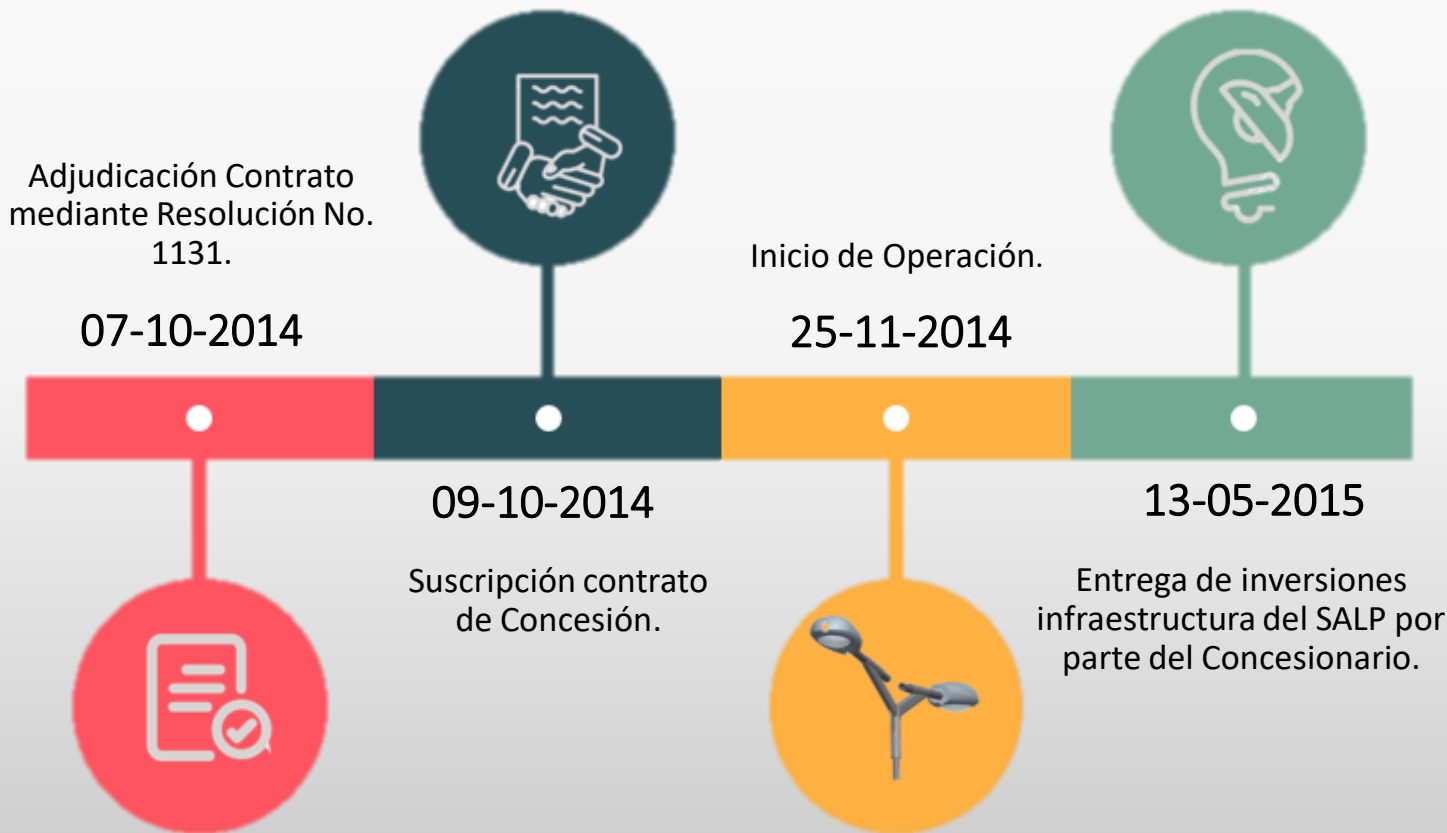 Adjudicación Contrato
mediante Resolución No.
1131.
07-10-2014
09-10-2014
Suscripción contrato
de Concesión.
Inicio de Operación.
25-11-2014
13-05-2015
Entrega de inversiones
infraestructura del SALP por
parte del Concesionario.